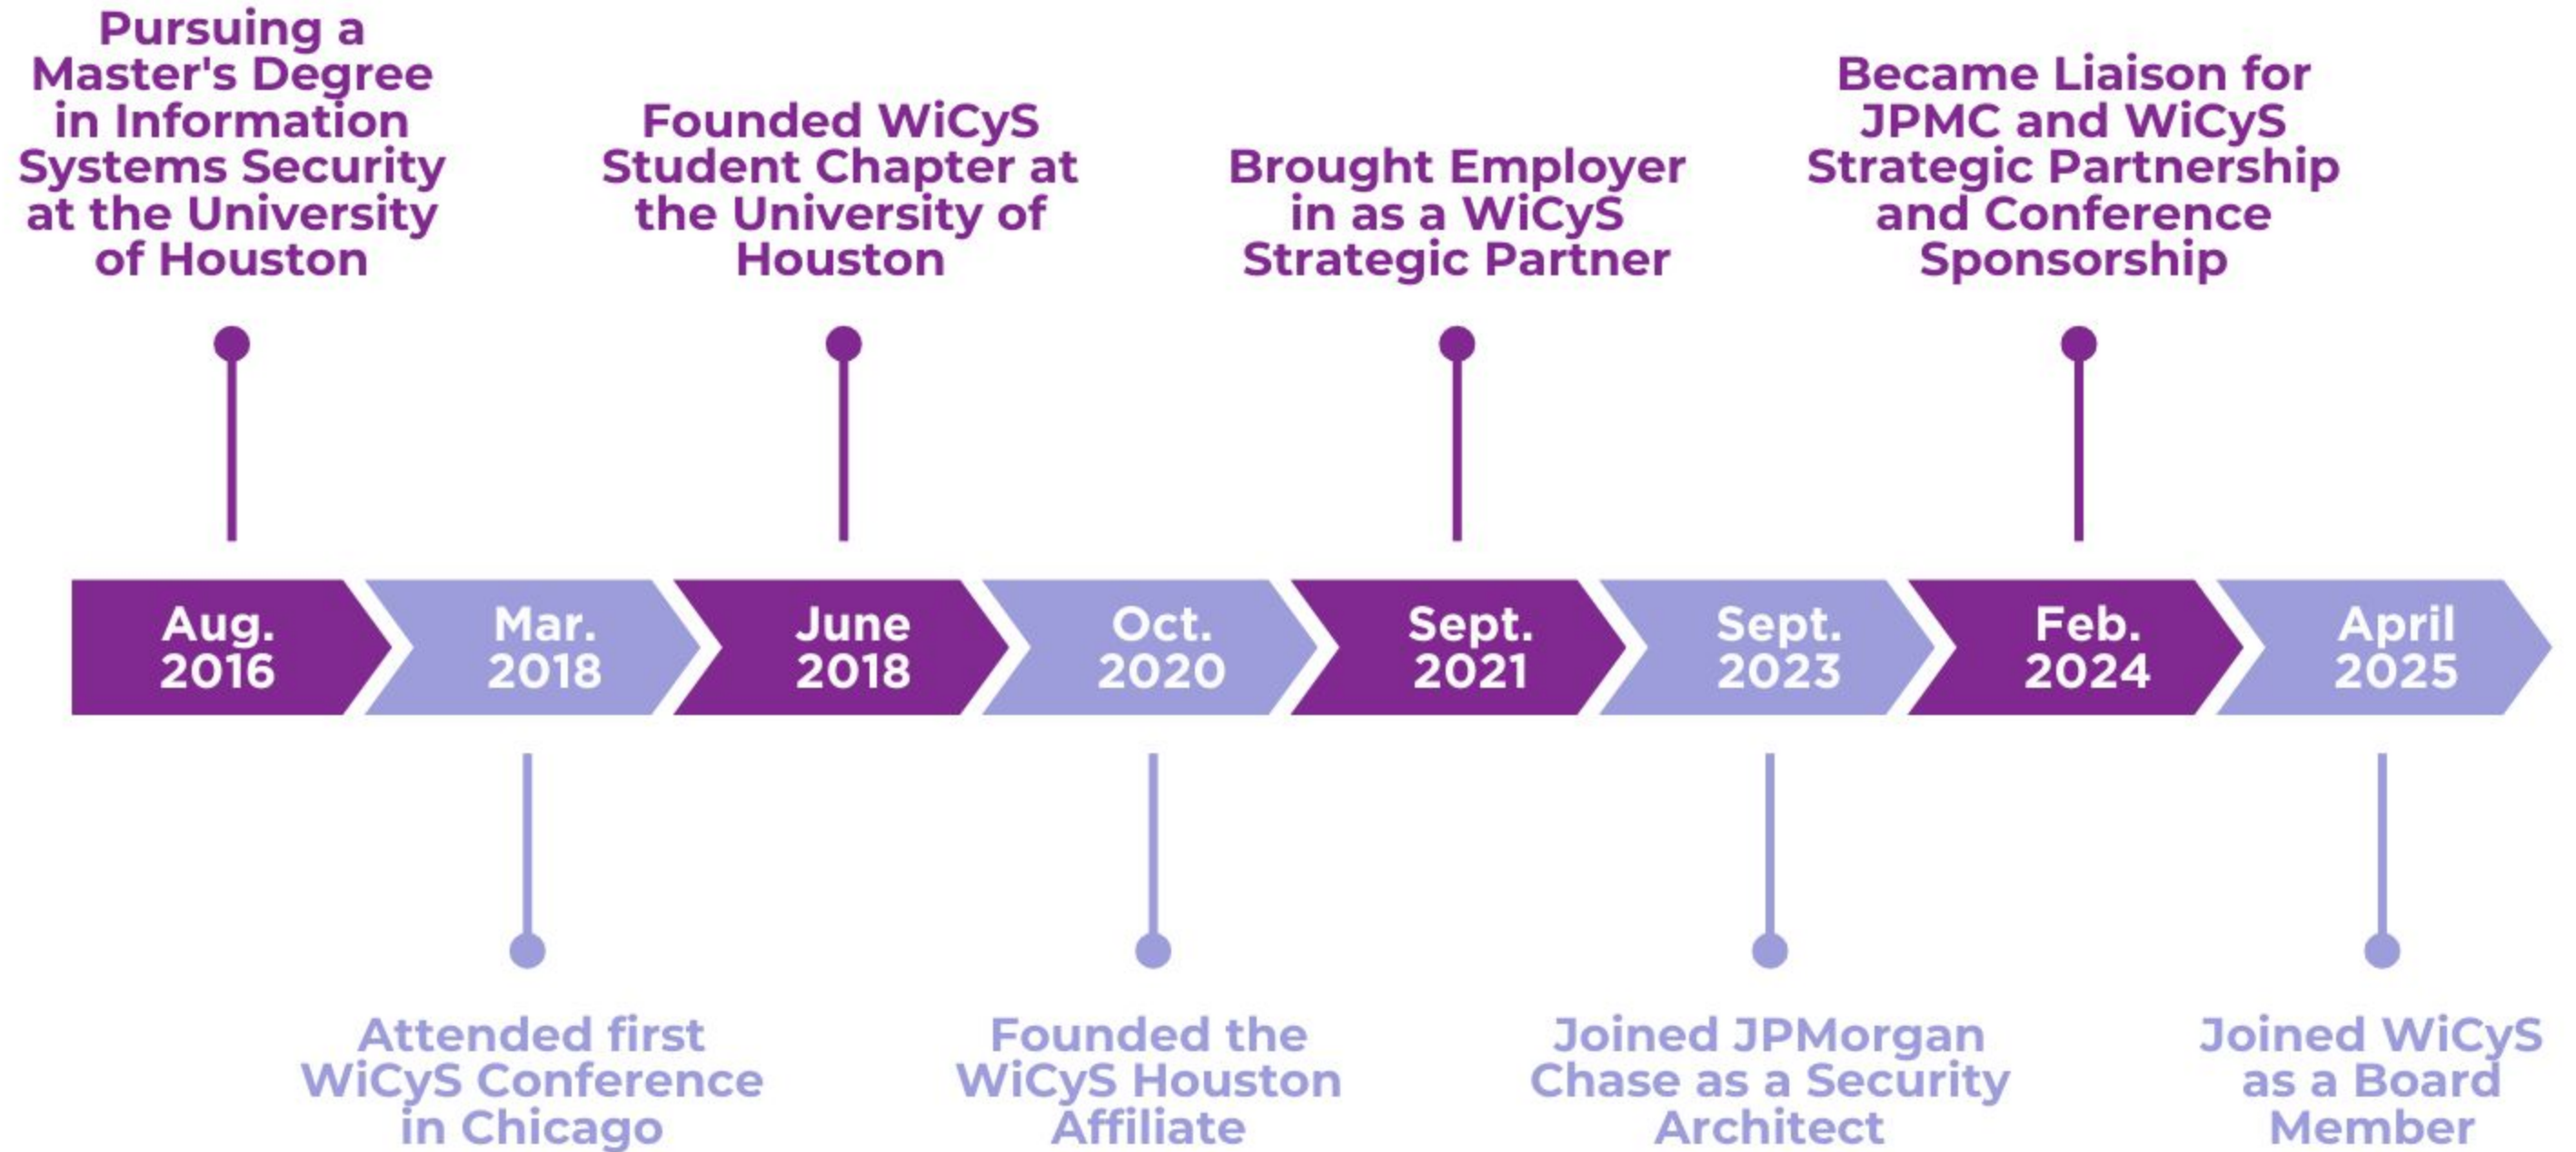 Pursuing a
Master's Degree
in Information
Systems Security
at the University
of Houston
Founded WiCyS
Student Chapter at
the University of
Houston
Brought Employer
in as a WiCyS
Strategic Partner
Became Liaison for
JPMC and WiCyS
Strategic Partnership
and Conference
Sponsorship
Aug.
2016
Mar.
2018
June
2018
Oct.
2020
Sept.
2021
Sept.
2023
Feb.
2024
April
2025
Attended first
WiCyS Conference
in Chicago
Founded the
WiCyS Houston
Affiliate
Joined JPMorgan
Chase as a Security
Architect
Joined WiCyS
as a Board
Member